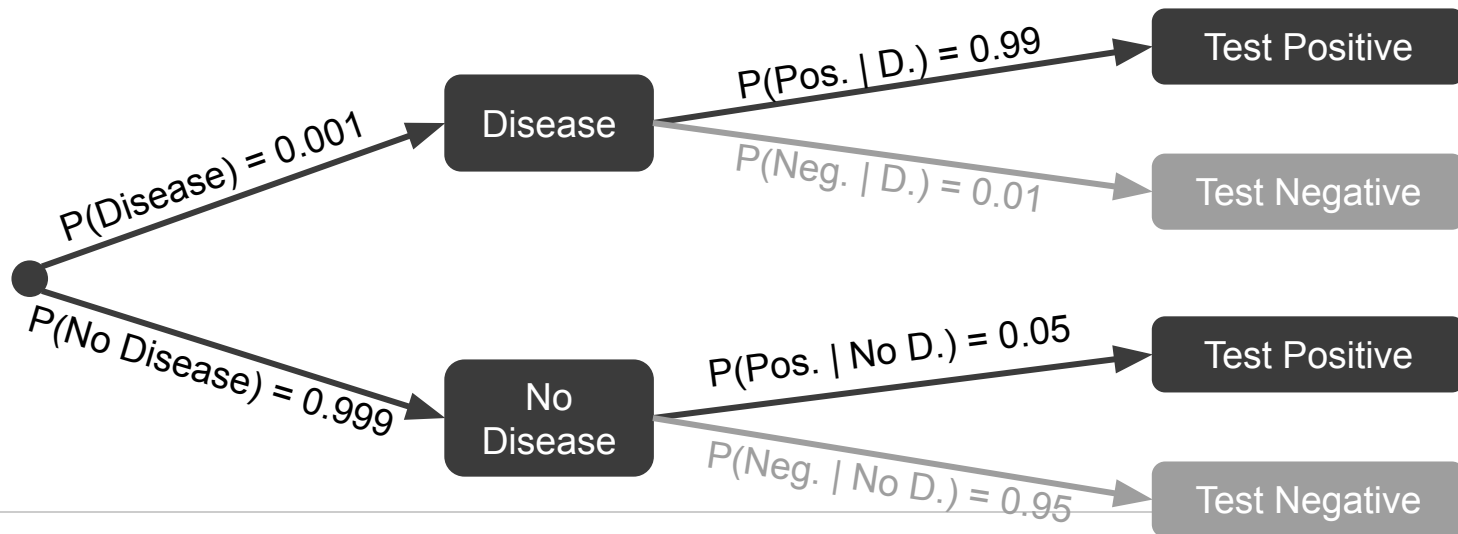 P(Disease) = 0.001
Disease
P(Pos. | D.) = 0.99
Test Positive
P(Neg. | D.) = 0.01
Test Negative
P(No Disease) = 0.999
No
Disease
P(Pos. | No D.) = 0.05
Test Positive
P(Neg. | No D.) = 0.95
Test Negative